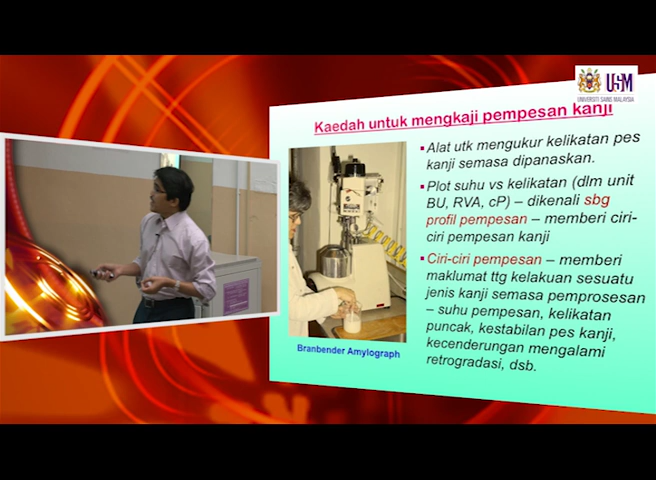 USM
UNIVERSITI SAINS MALAYSIA
Kaedah untuk mengkaji pempesan kanji
▪Alat utk mengukur kelikatan pes
kanji semasa dipanaskan.
▪Plot suhu vs kelikatan (dlm unit
BU, RVA, cP) – dikenali sbg
profil pempesan – memberi ciri-
ciri pempesan kanji
▪Ciri-ciri pempesan – memberi
maklumat ttg kelakuan sesuatu
jenis kanji semasa pemprosesan
– suhu pempesan, kelikatan
puncak, kestabilan pes kanji,
kecenderungan mengalami
retrogradasi, dsb.
Branbender Amylograph